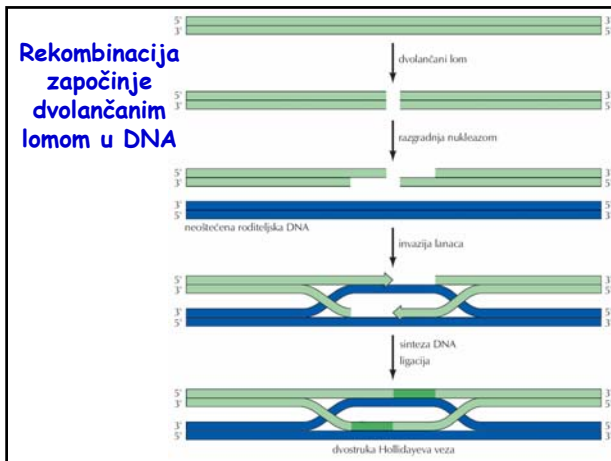 Rekombinacija
započinje
dvolančanim
lomom u DNA
5' 3'
3' 5'
dvolančani lom
5' 3'
3' 5'
razgradnja nukleazom
5' 3'
3' 5'
3' 5'
5' 3'
neoštećena roditeljska DNA
invazija lanaca
5' 3'
3' 5'
3' 5'
5' 3'
sinteza DNA
ligacija
5' 3'
3' 5'
3' 5'
5' 3'
dvostruka Hollidayeva veza